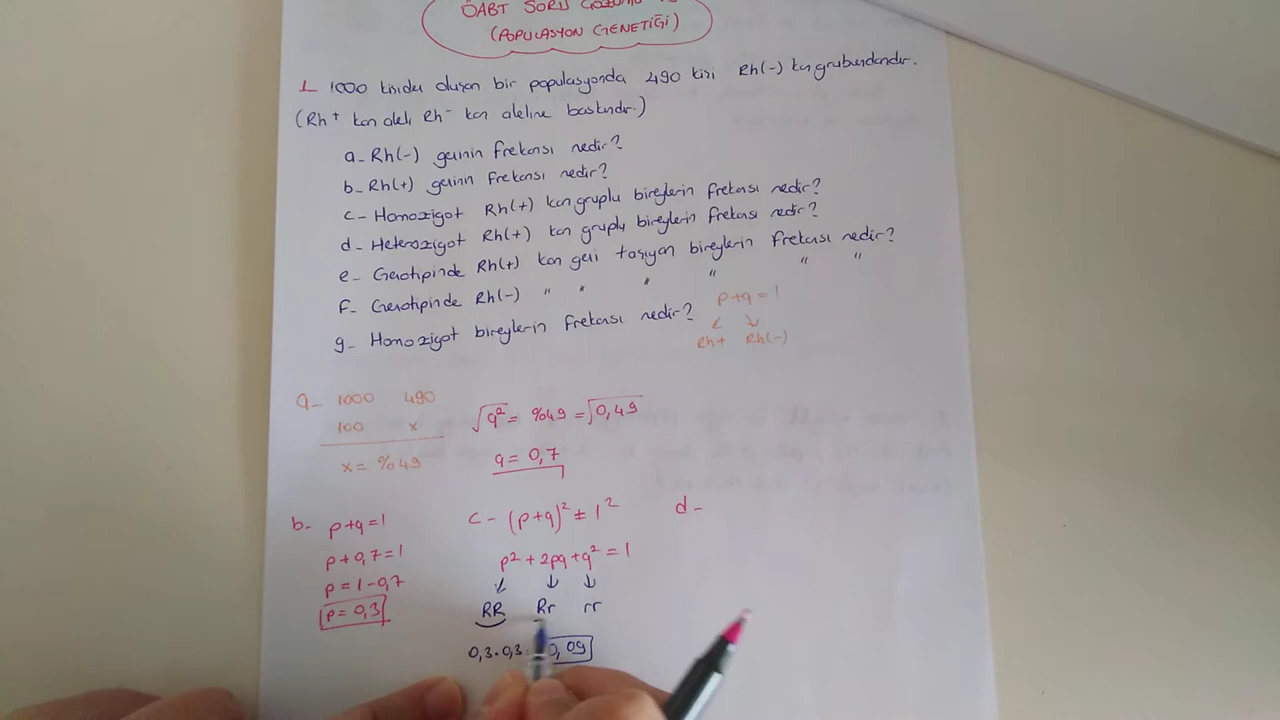 ÖABT SORU ÇÖZÜMÜ
(POPULASYON GENETİĞİ)
1 1000 kişiden oluşan bir populasyonda 490 kişi Rh(-) kan grubundandır.
(Rh+ kan aleli, Rh- kan aleline baskındır.)
a- Rh(-) geninin frekansı nedir?
b- Rh(+) geninin frekansı nedir?
c- Homozigot Rh(+) kan gruplu bireylerin frekansı nedir?
d- Heterozigot Rh(+) kan gruplu bireylerin frekansı nedir?
e- Genotipinde Rh(+) kan geni taşıyan bireylerin frekansı nedir?
f- Genotipinde Rh(-) " " " " " "
g- Homozigot bireylerin frekansı nedir?
p+q=1
Rh+ Rh(-)
a- 1000 490
100 x
x= %49
√q² = %49 = √0,49
q = 0,7
b- p+q=1
p+0,7=1
p=1-0,7
p=0,3
c- (p+q)² = 1²
p²+2pq+q²=1
RR Rr rr
0,3.0,3 0,09
d-